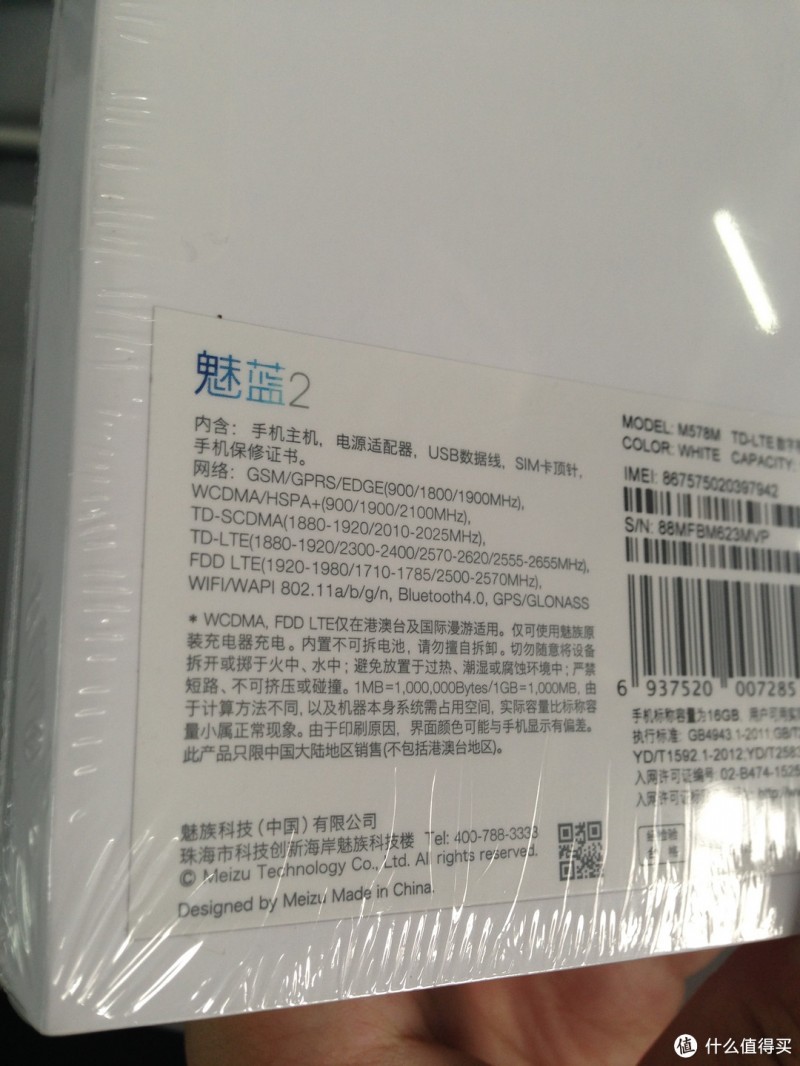 魅蓝2
内含：手机主机，电源适配器，USB数据线，SIM卡顶针，
手机保修证书。
网络：GSM/GPRS/EDGE(900/1800/1900MHz),
WCDMA/HSPA+(900/1900/2100MHz),
TD-SCDMA(1880-1920/2010-2025MHz),
TD-LTE(1880-1920/2300-2400/2570-2620/2555-2655MHz),
FDD LTE(1920-1980/1710-1785/2500-2570MHz),
WIFI/WAPI 802.11a/b/g/n, Bluetooth4.0, GPS/GLONASS
* WCDMA, FDD LTE仅在港澳台及国际漫游适用。仅可使用魅族原
装充电器充电。内置不可拆电池，请勿擅自拆卸。切勿随意将设备
拆开或掷于火中、水中；避免放置于过热、潮湿或腐蚀环境中；严禁
短路、不可挤压或碰撞。1MB=1,000,000Bytes/1GB=1,000MB, 由
于计算方法不同，以及机器本身系统需占用空间，实际容量比标称容
量小属正常现象。由于印刷原因，界面颜色可能与手机显示有偏差。
此产品只限中国大陆地区销售(不包括港澳台地区)。
魅族科技（中国）有限公司
珠海市科技创新海岸魅族科技楼 Tel: 400-788-3333
© Meizu Technology Co., Ltd. All rights reserved.
Designed by Meizu Made in China.
MODEL: M578M TD-LTE 数字
COLOR: WHITE CAPACITY:
IMEI: 867575020397942
S/N: 88MFBM623MVP
6 937520 007285
手机标称容量为16GB，用户可用实
执行标准: GB4943.1-2011;GB/T
YD/T1592.1-2012;YD/T2583
入网许可证编号: 02-B474-1525
入网许可证标
检验
格
值 什么值得买